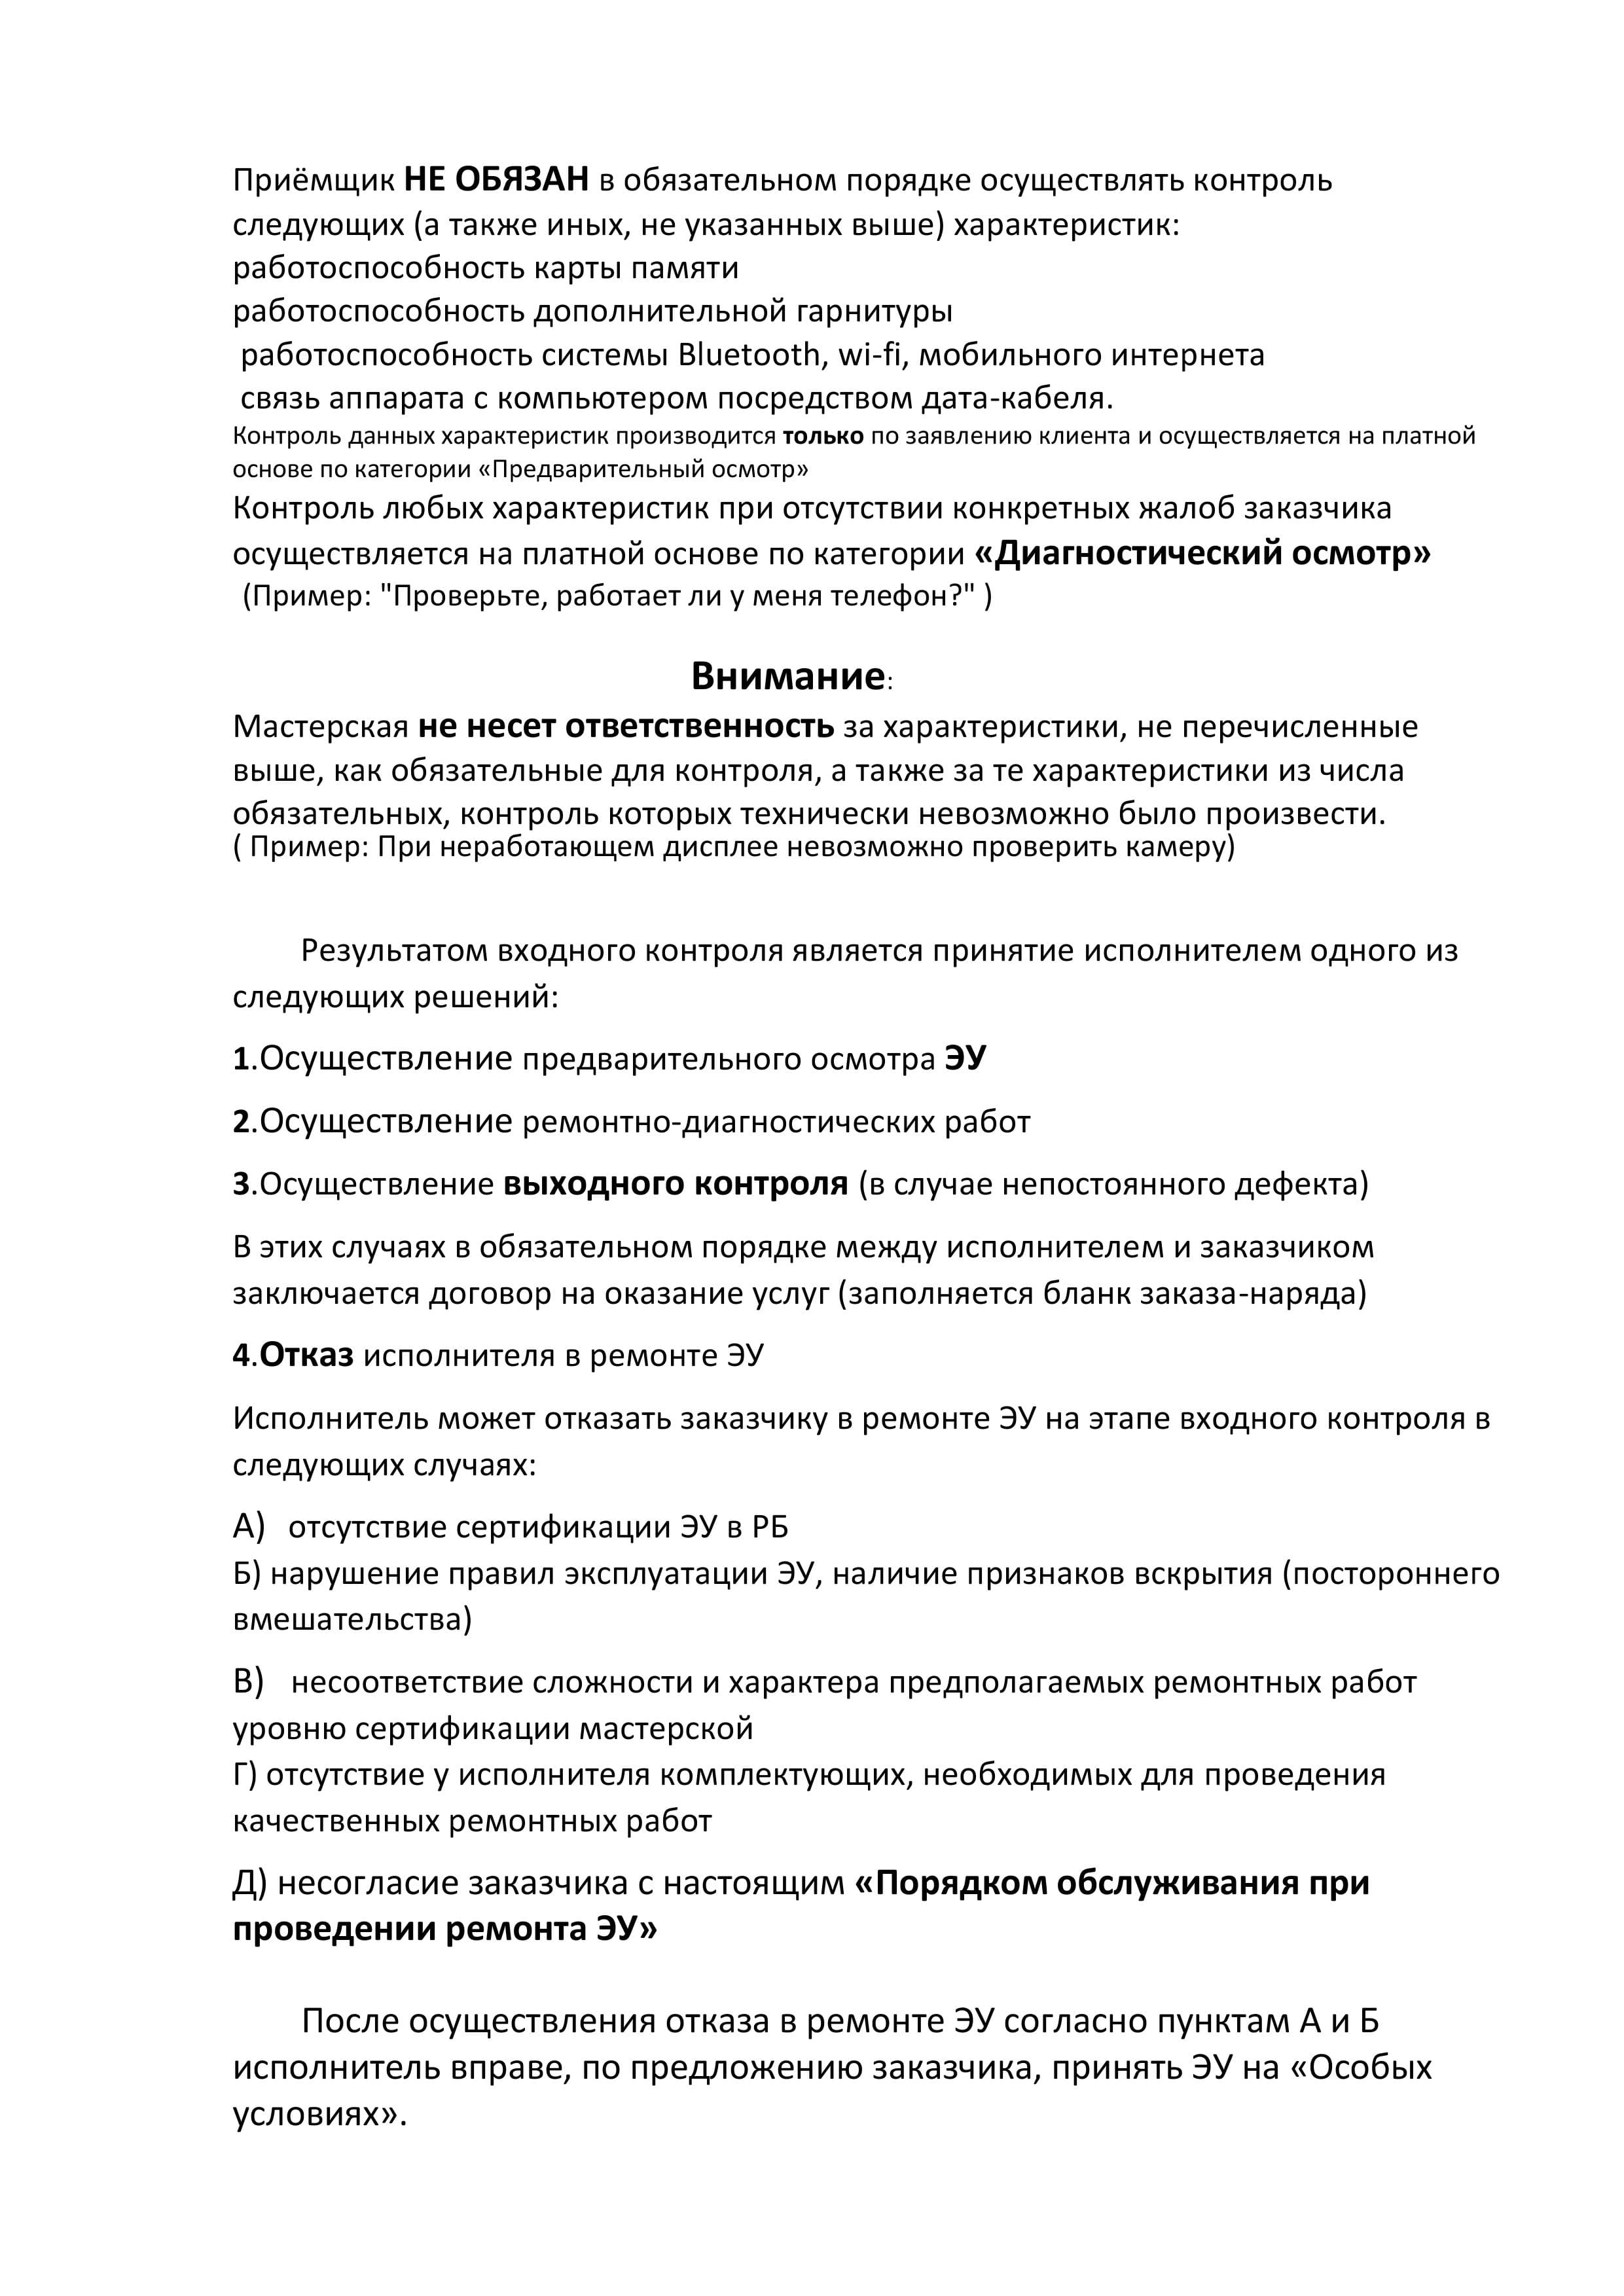 Приёмщик НЕ ОБЯЗАН в обязательном порядке осуществлять контроль
следующих (а также иных, не указанных выше) характеристик:
работоспособность карты памяти
работоспособность дополнительной гарнитуры
работоспособность системы Bluetooth, wi-fi, мобильного интернета
связь аппарата с компьютером посредством дата-кабеля.
Контроль данных характеристик производится только по заявлению клиента и осуществляется на платной
основе по категории «Предварительный осмотр»
Контроль любых характеристик при отсутствии конкретных жалоб заказчика
осуществляется на платной основе по категории «Диагностический осмотр»
(Пример: "Проверьте, работает ли у меня телефон?" )
Внимание:
Мастерская не несет ответственность за характеристики, не перечисленные
выше, как обязательные для контроля, а также за те характеристики из числа
обязательных, контроль которых технически невозможно было произвести.
( Пример: При неработающем дисплее невозможно проверить камеру)
Результатом входного контроля является принятие исполнителем одного из
следующих решений:
1.Осуществление предварительного осмотра ЭУ
2.Осуществление ремонтно-диагностических работ
3.Осуществление выходного контроля (в случае непостоянного дефекта)
В этих случаях в обязательном порядке между исполнителем и заказчиком
заключается договор на оказание услуг (заполняется бланк заказа-наряда)
4.Отказ исполнителя в ремонте ЭУ
Исполнитель может отказать заказчику в ремонте ЭУ на этапе входного контроля в
следующих случаях:
А) отсутствие сертификации ЭУ в РБ
Б) нарушение правил эксплуатации ЭУ, наличие признаков вскрытия (постороннего
вмешательства)
В) несоответствие сложности и характера предполагаемых ремонтных работ
уровню сертификации мастерской
Г) отсутствие у исполнителя комплектующих, необходимых для проведения
качественных ремонтных работ
Д) несогласие заказчика с настоящим «Порядком обслуживания при
проведении ремонта ЭУ»
После осуществления отказа в ремонте ЭУ согласно пунктам А и Б
исполнитель вправе, по предложению заказчика, принять ЭУ на «Особых
условиях».